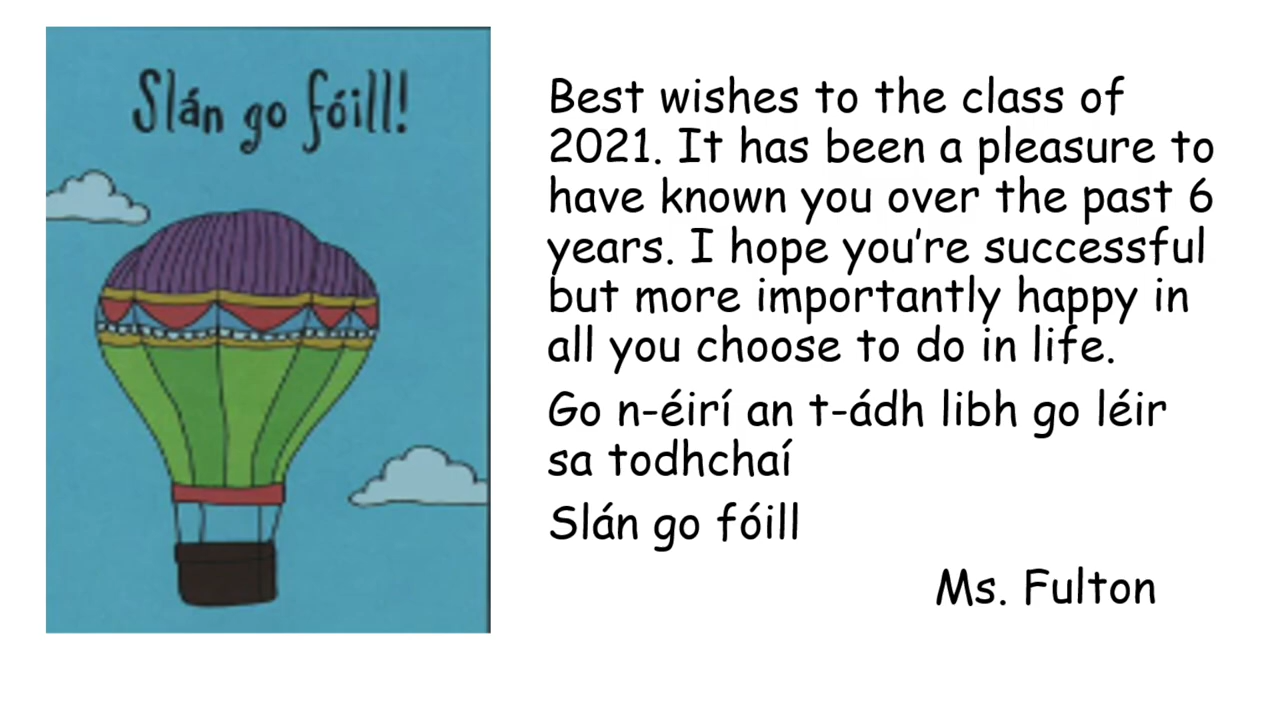 Slán go fóill!
Best wishes to the class of
2021. It has been a pleasure to
have known you over the past 6
years. I hope you're successful
but more importantly happy in
all you choose to do in life.
Go n-éirí an t-ádh libh go léir
sa todhchaí
Slán go fóill
Ms. Fulton